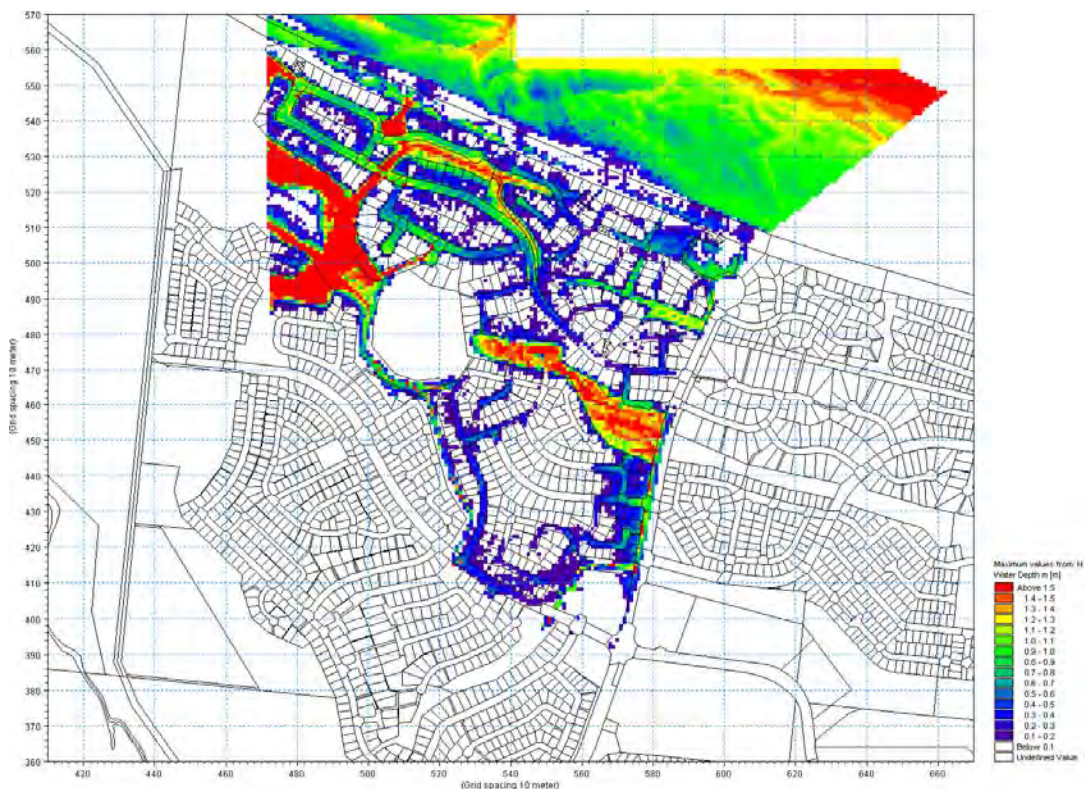 570
560
550
540
530
520
510
500
490
480
470
460
450
440
430
420
410
400
390
380
370
360
(Grid spacing 10 meter)
420 440 460 480 500 520 540 560 580 600 620 640 660
(Grid spacing 10 meter)
Maximum values from: H
Water Depth m [m]
Above 1.5
1.4 - 1.5
1.3 - 1.4
1.2 - 1.3
1.1 - 1.2
1.0 - 1.1
0.9 - 1.0
0.8 - 0.9
0.7 - 0.8
0.6 - 0.7
0.5 - 0.6
0.4 - 0.5
0.3 - 0.4
0.2 - 0.3
0.1 - 0.2
Below 0.1
Undefined Value